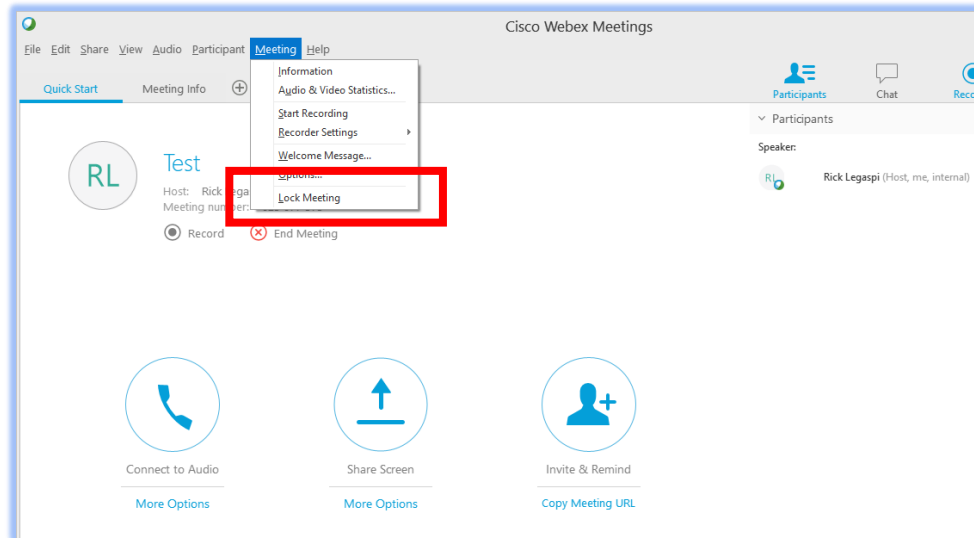 Cisco Webex Meetings
File Edit Share View Audio Participant Meeting Help
Quick Start Meeting Info
Information
Audio & Video Statistics...
Start Recording
Recorder Settings
Welcome Message...
Options...
Lock Meeting
Participants Chat
Participants
Speaker:
RL Rick Legaspi (Host, me, internal)
RL
Test
Host: Rick
Meeting number:
Record End Meeting
Connect to Audio Share Screen Invite & Remind
More Options More Options Copy Meeting URL